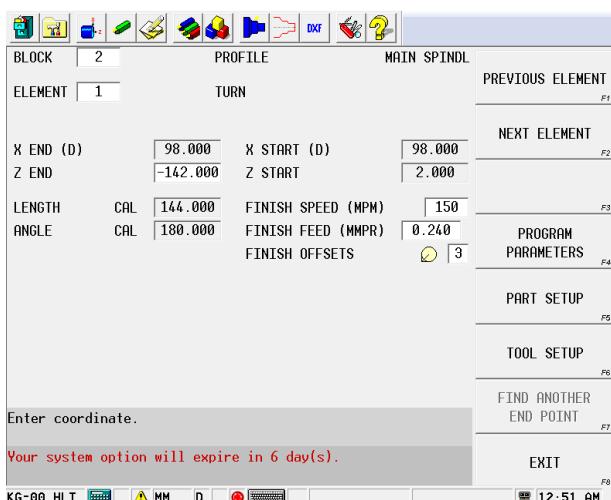 DXF
BLOCK 2 PROFILE MAIN SPINDL
ELEMENT 1 TURN
X END (D) 98.000 X START (D) 98.000
Z END -142.000 Z START 2.000
LENGTH CAL 144.000 FINISH SPEED (MPM) 150
ANGLE CAL 180.000 FINISH FEED (MMPR) 0.240
FINISH OFFSETS 3
PREVIOUS ELEMENT
F1
NEXT ELEMENT
F2
F3
PROGRAM
PARAMETERS
F4
PART SETUP
F5
TOOL SETUP
F6
FIND ANOTHER
END POINT
F7
EXIT
F8
Enter coordinate.
Your system option will expire in 6 day(s).
KG-00 HLT MM D 12:51 AM